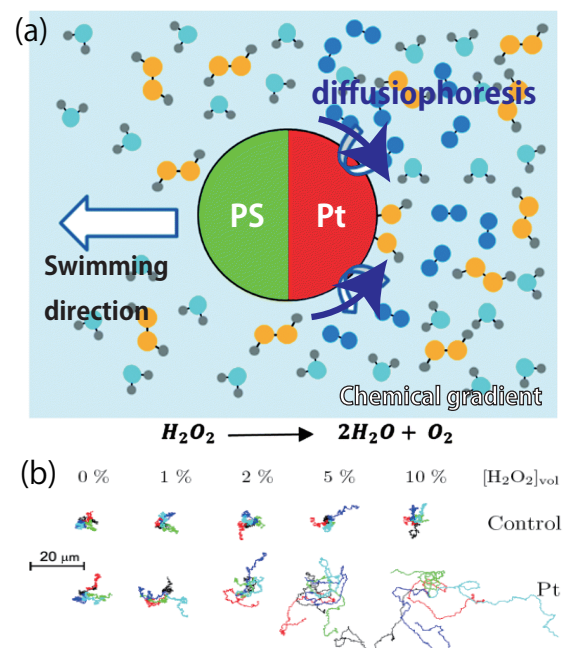 (a)
diffusiophoresis
PS Pt
Swimming
direction
Chemical gradient
H₂O₂ ⟶ 2H₂O + O₂
(b)
0 % 1 % 2 % 5 % 10 % [H₂O₂]vol
Control
20 μm
Pt